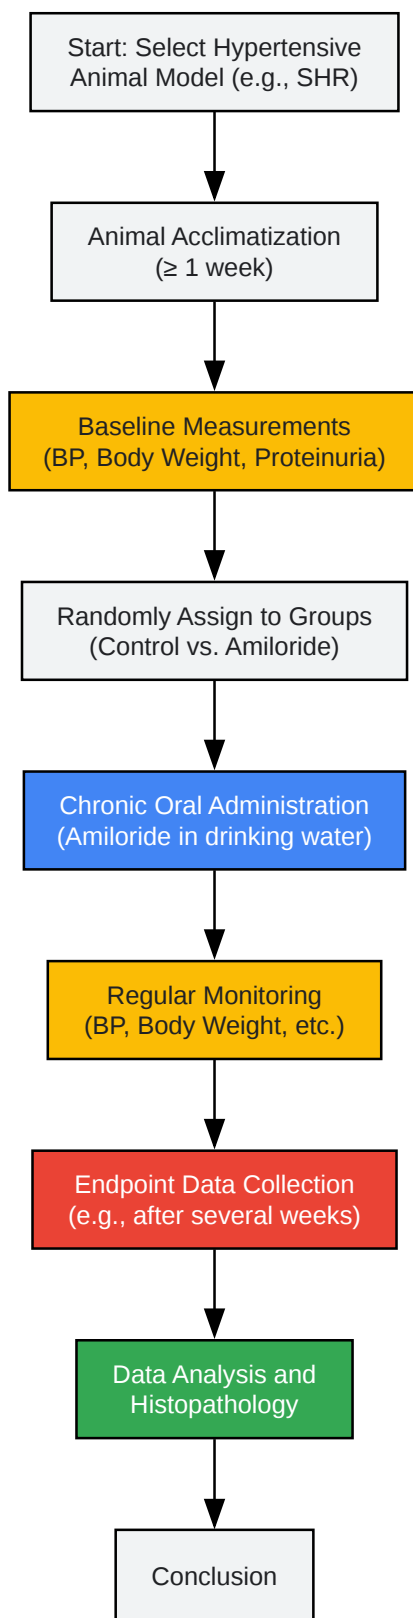 Start: Select Hypertensive
Animal Model (e.g., SHR)
Animal Acclimatization
(≥ 1 week)
Baseline Measurements
(BP, Body Weight, Proteinuria)
Randomly Assign to Groups
(Control vs. Amiloride)
Chronic Oral Administration
(Amiloride in drinking water)
Regular Monitoring
(BP, Body Weight, etc.)
Endpoint Data Collection
(e.g., after several weeks)
Data Analysis and
Histopathology
Conclusion